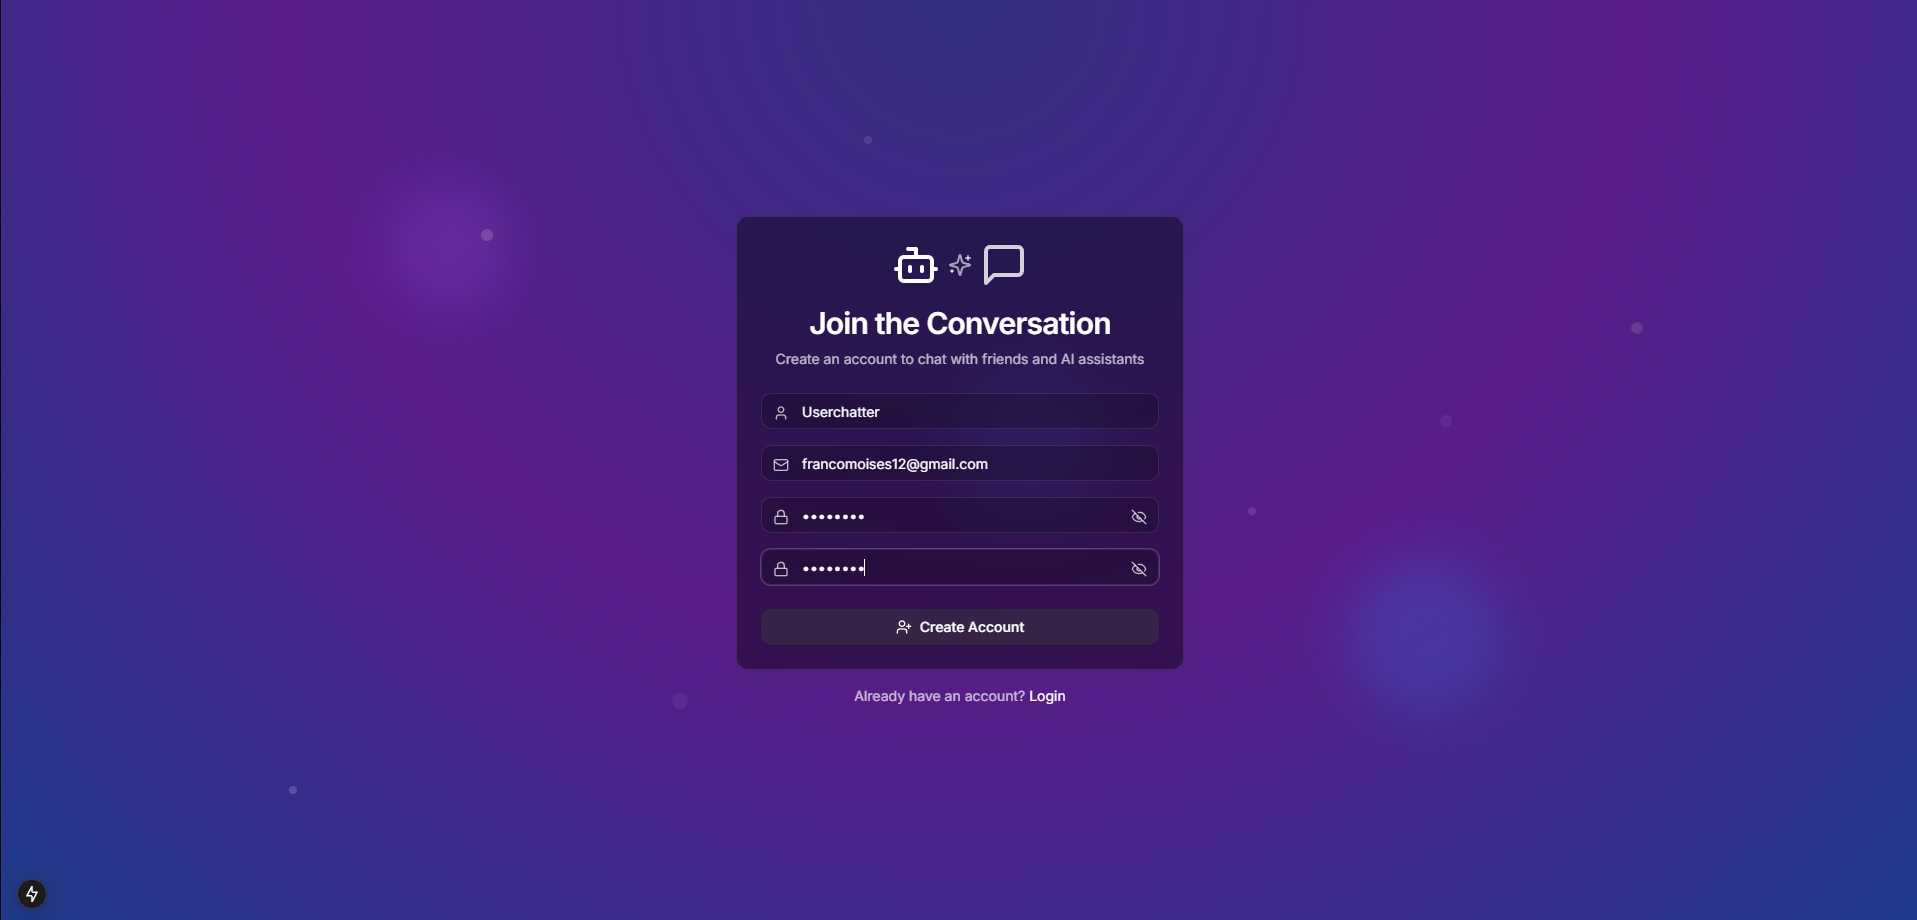 Join the Conversation
Create an account to chat with friends and AI assistants
Userchatter
francomoises12@gmail.com
••••••••
••••••••
Create Account
Already have an account? Login